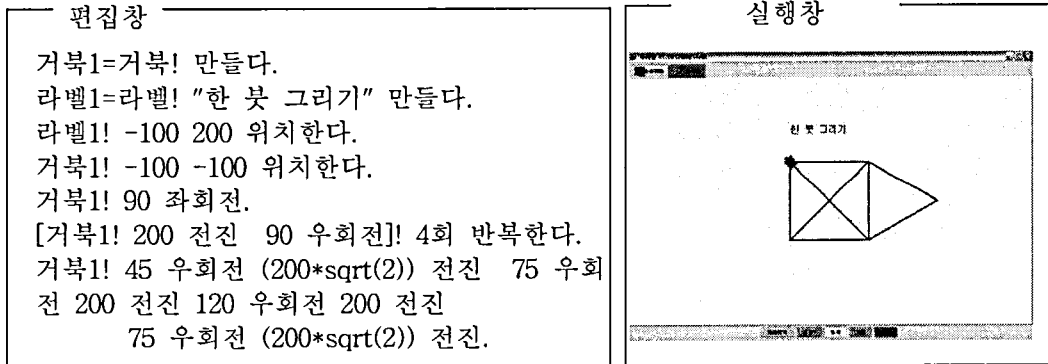 편집창
거북1=거북! 만들다.
라벨1=라벨! "한 붓 그리기" 만들다.
라벨1! -100 200 위치한다.
거북1! -100 -100 위치한다.
거북1! 90 좌회전.
[거북1! 200 전진  90 우회전]! 4회 반복한다.
거북1! 45 우회전 (200*sqrt(2)) 전진  75 우회
전 200 전진 120 우회전 200 전진
75 우회전 (200*sqrt(2)) 전진.
실행창
한 붓 그리기